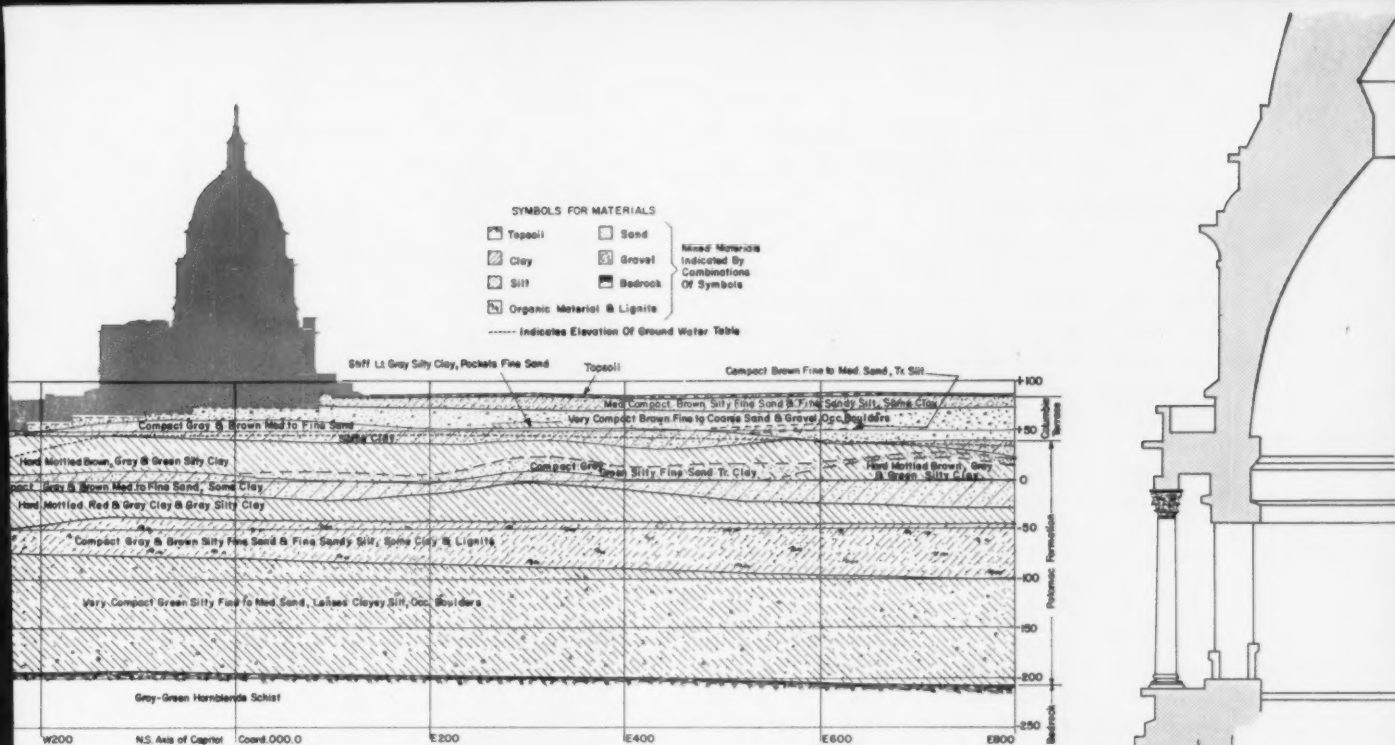 SYMBOLS FOR MATERIALS
Topsoil
Sand
Clay
Gravel
Silt
Bedrock
Organic Material & Lignite
Mixed Materials
Indicated By
Combinations
Of Symbols
Indicates Elevation Of Ground Water Table
Stiff Lt. Gray Silty Clay, Pockets Fine Sand
Topsoil
Compact Brown Fine to Med. Sand, Tr. Silt
+100
Med. Compact Brown Silty Fine Sand & Fine Sandy Silt, Some Clay
Very Compact Brown Fine to Coarse Sand & Gravel, Occ. Boulders
Compact Gray & Brown Med. to Fine Sand
Some Clay
+50
Columbia
Terrace
Hard Mottled Brown, Gray & Green Silty Clay
Compact Gray
Green Silty Fine Sand Tr. Clay
Hard Mottled Brown, Gray
& Green Silty Clay
0
pact Gray & Brown Med. to Fine Sand, Some Clay
Hard Mottled Red & Gray Clay & Gray Silty Clay
-50
Compact Gray & Brown Silty Fine Sand & Fine Sandy Silt, Some Clay & Lignite
-100
Potomac Formation
Very Compact Green Silty Fine to Med. Sand, Lenses Clayey Silt, Occ. Boulders
-150
-200
Gray-Green Hornblende Schist
-250
Bedrock
W200
N.S. Axis of Capitol
Coord. 000.0
E200
E400
E600
E800